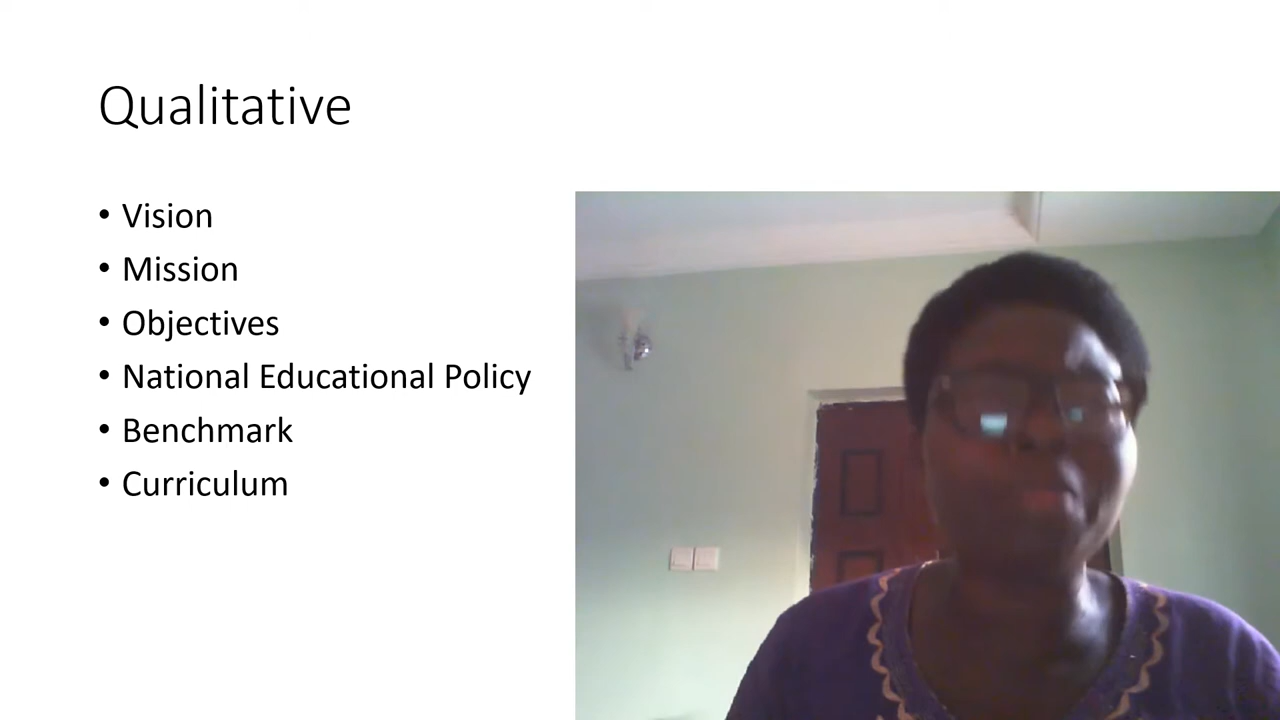 Qualitative
• Vision
• Mission
• Objectives
• National Educational Policy
• Benchmark
• Curriculum